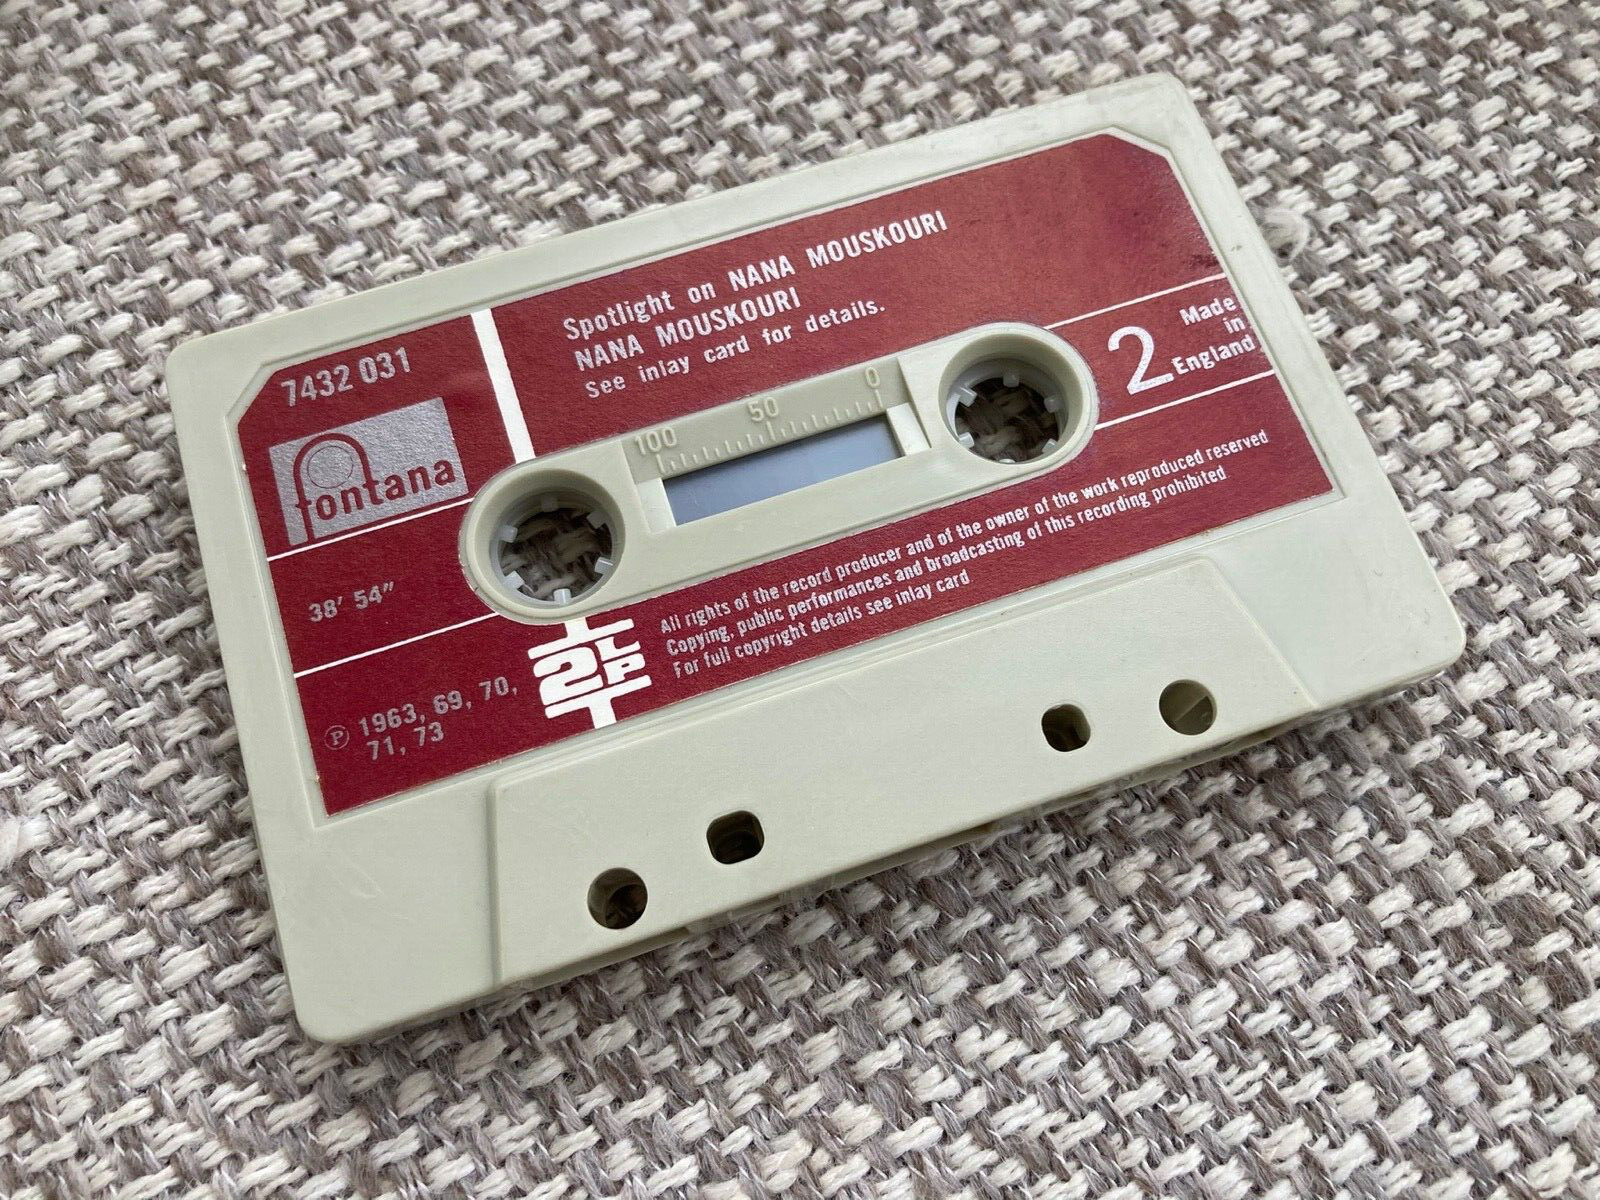 7432 031
fontana
Spotlight on NANA MOUSKOURI
NANA MOUSKOURI
See inlay card for details.
100 50 0
2
Made
in
England
38′ 54″
Ⓟ 1963, 69, 70,
71, 73
2 LP
All rights of the record producer and of the owner of the work reproduced reserved
Copying, public performances and broadcasting of this recording prohibited
For full copyright details see inlay card